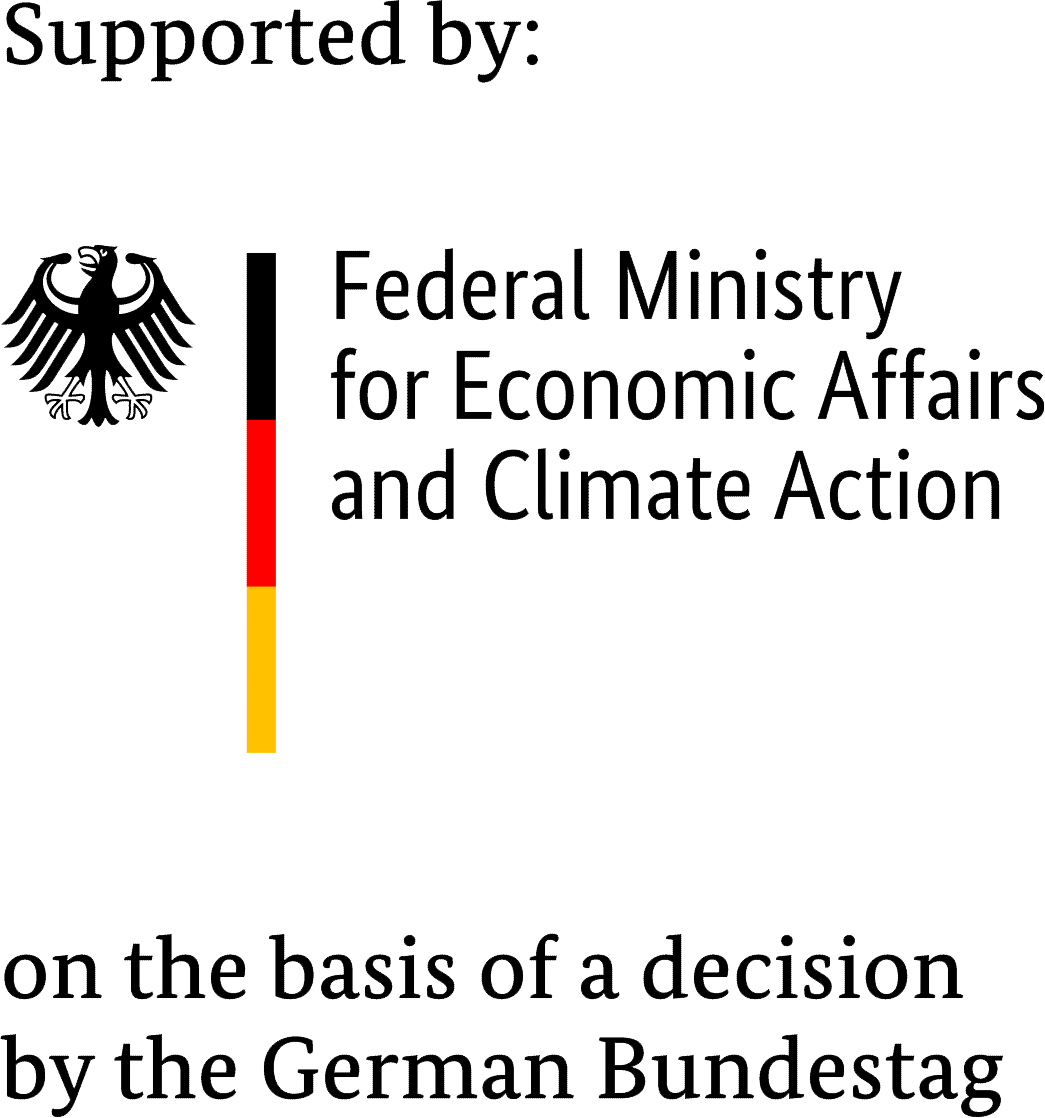 Supported by:
Federal Ministry
for Economic Affairs
and Climate Action
on the basis of a decision
by the German Bundestag